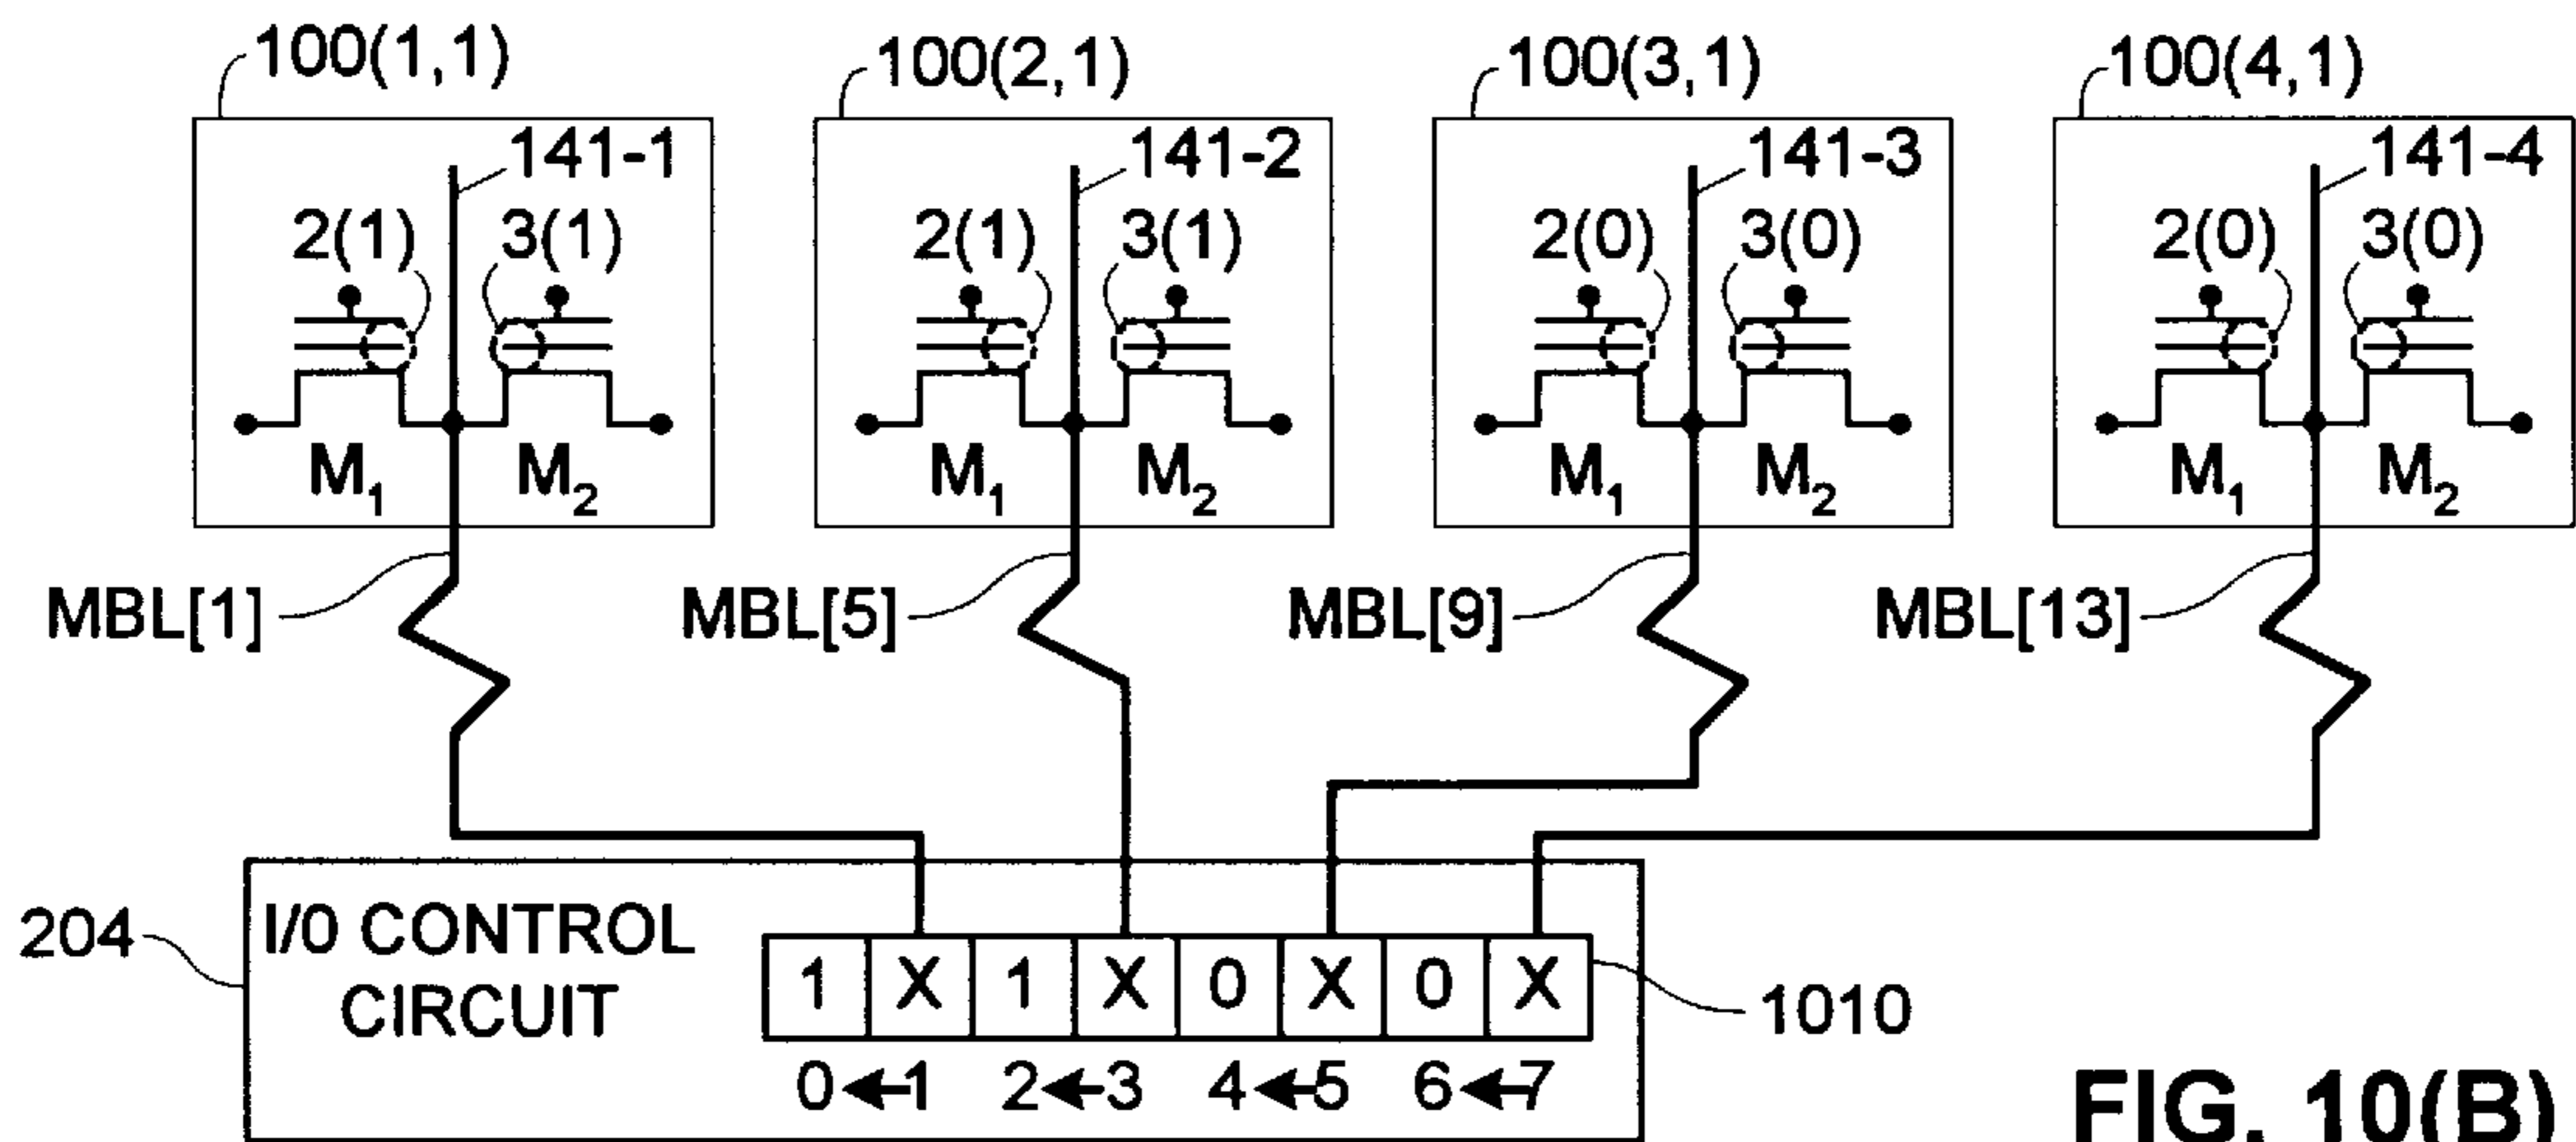 100(1,1) 100(2,1) 100(3,1) 100(4,1)
141-1 141-2 141-3 141-4
2(1) 3(1) 2(1) 3(1) 2(0) 3(0) 2(0) 3(0)
M1 M2 M1 M2 M1 M2 M1 M2
MBL[1] MBL[5] MBL[9] MBL[13]
204 I/0 CONTROL 1 X 1 X 0 X 0 X
CIRCUIT 1010
0←1 2←3 4←5 6←7
FIG. 10(B)